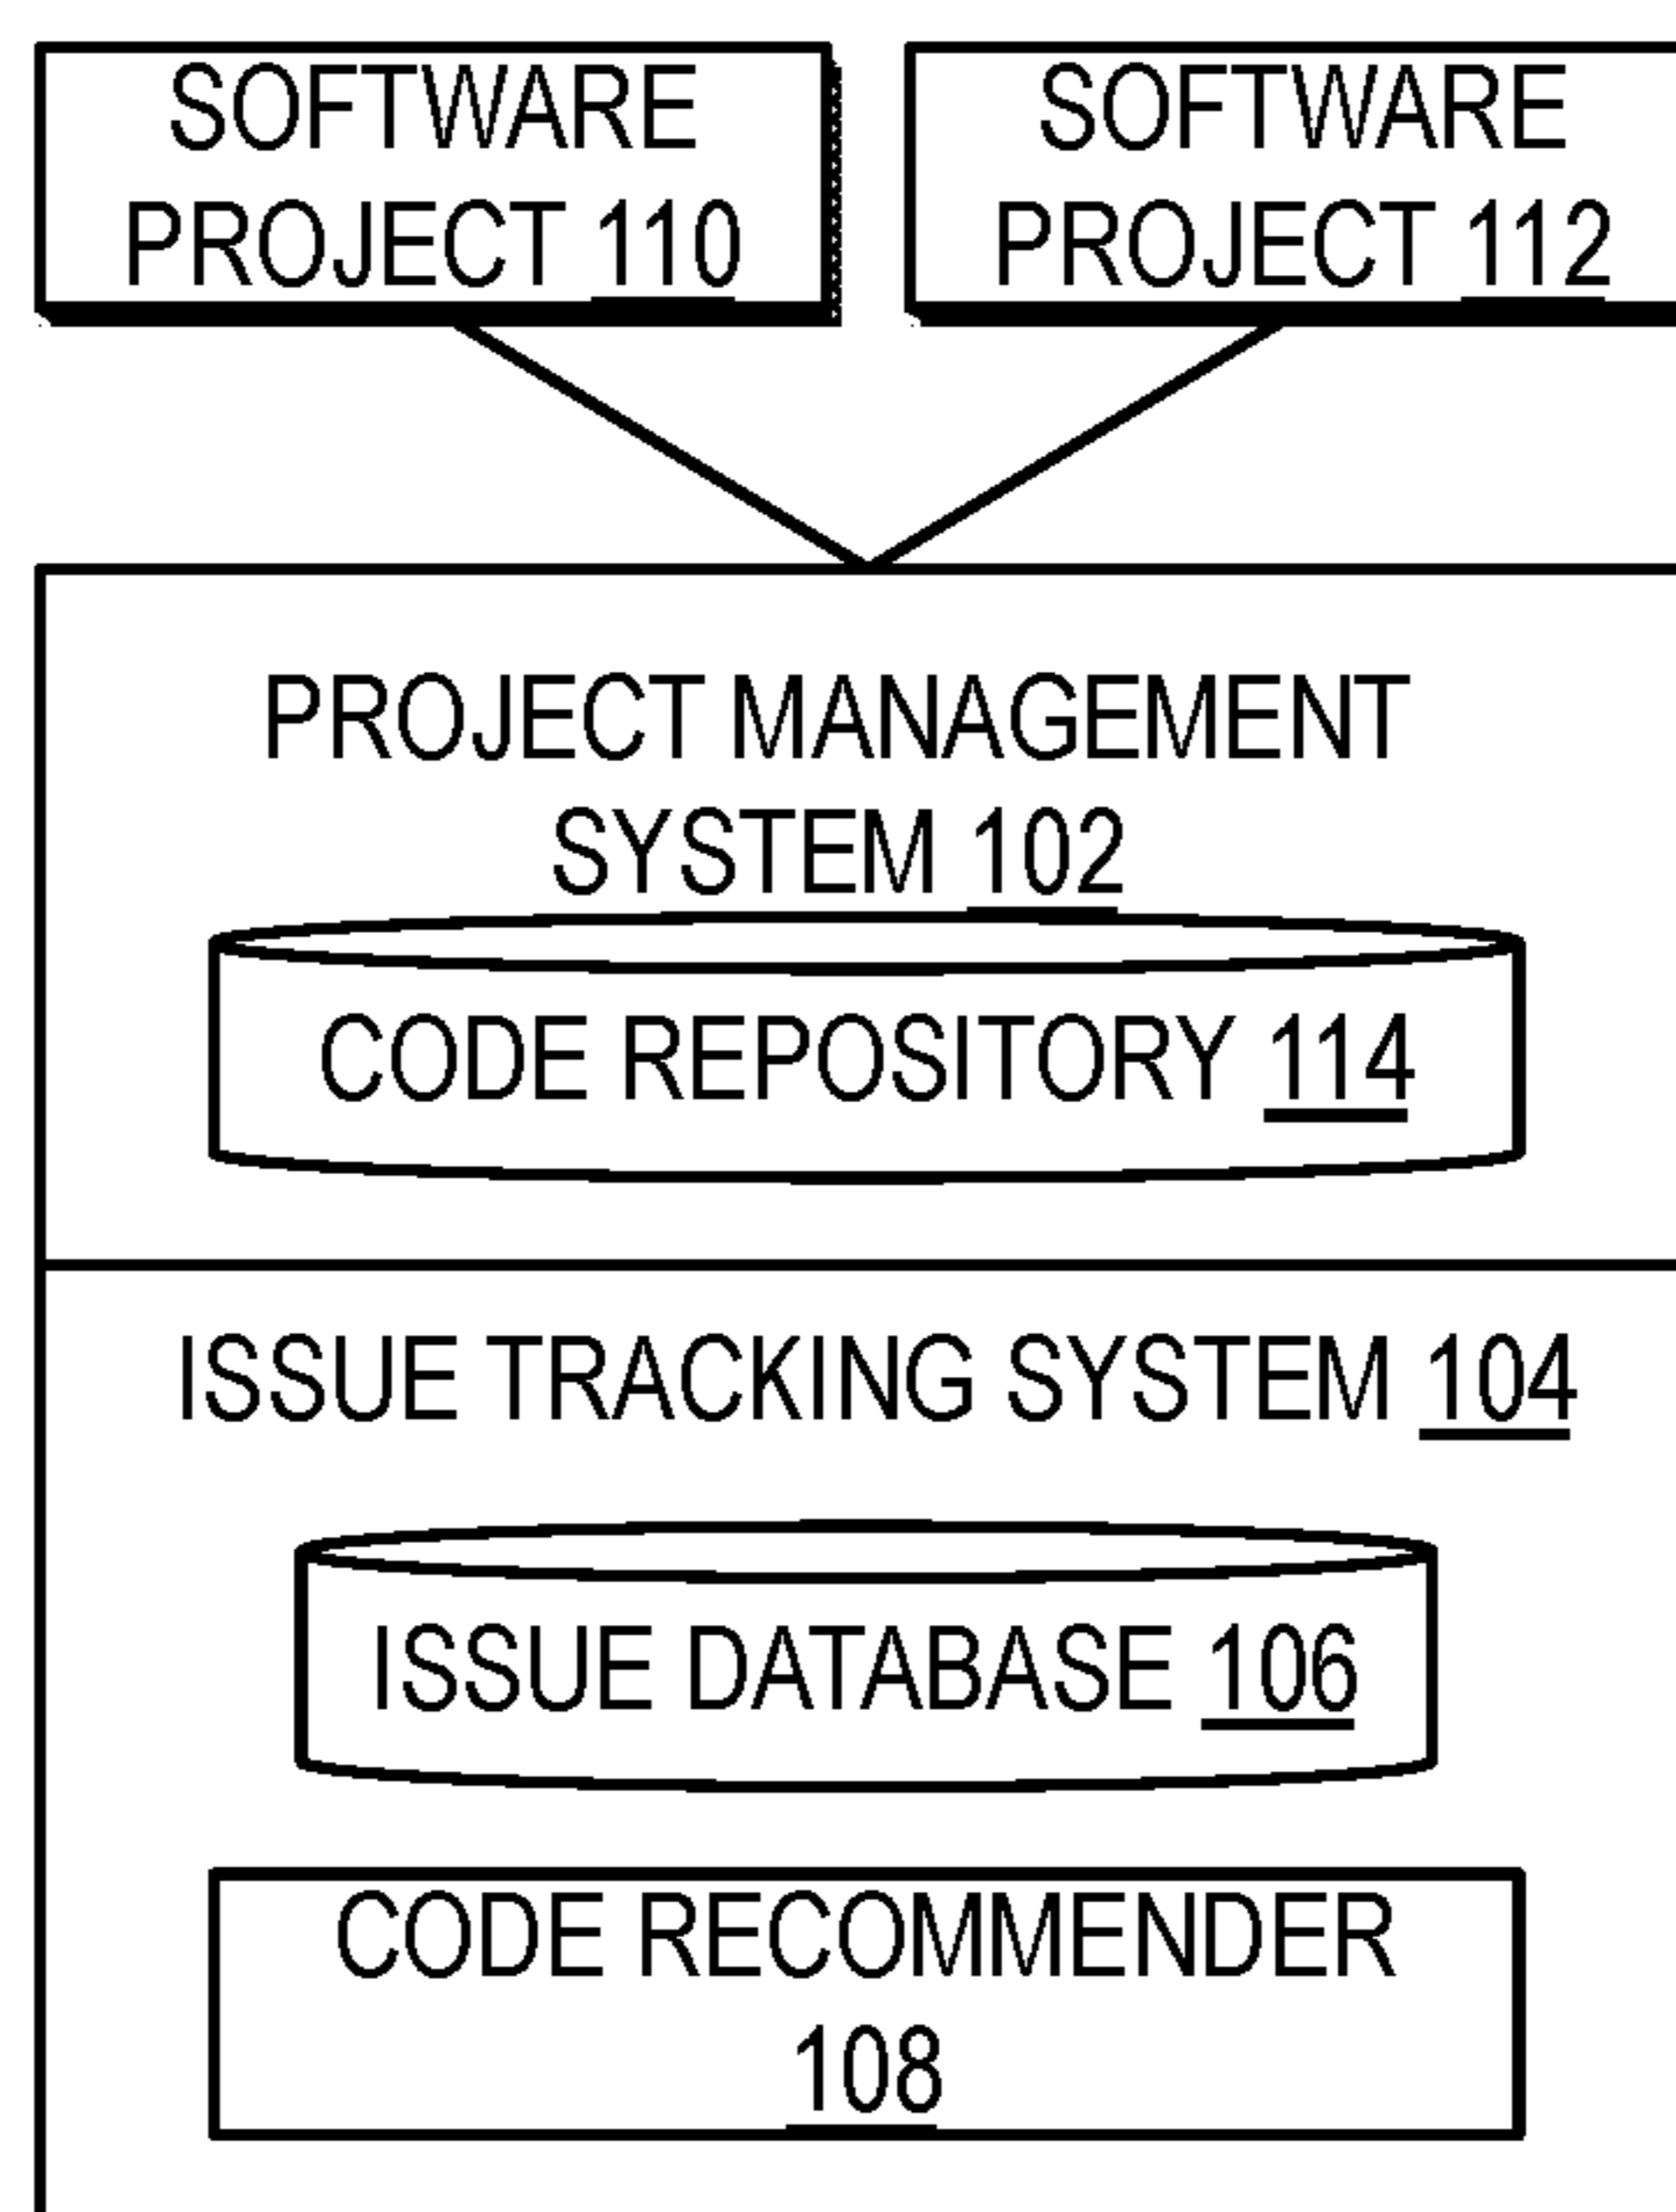 SOFTWARE
PROJECT 110
SOFTWARE
PROJECT 112
PROJECT MANAGEMENT
SYSTEM 102
CODE REPOSITORY 114
ISSUE TRACKING SYSTEM 104
ISSUE DATABASE 106
CODE RECOMMENDER
108